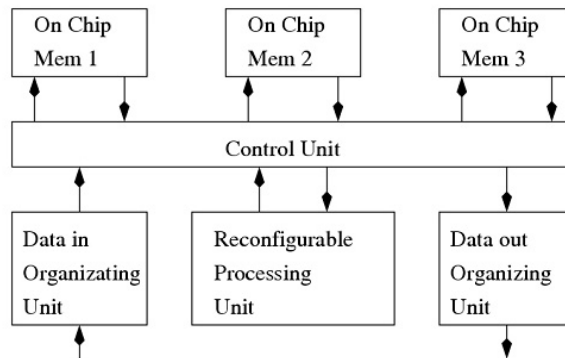 On Chip
Mem 1
On Chip
Mem 2
On Chip
Mem 3
Control Unit
Data in
Organizating
Unit
Reconfigurable
Processing
Unit
Data out
Organizing
Unit